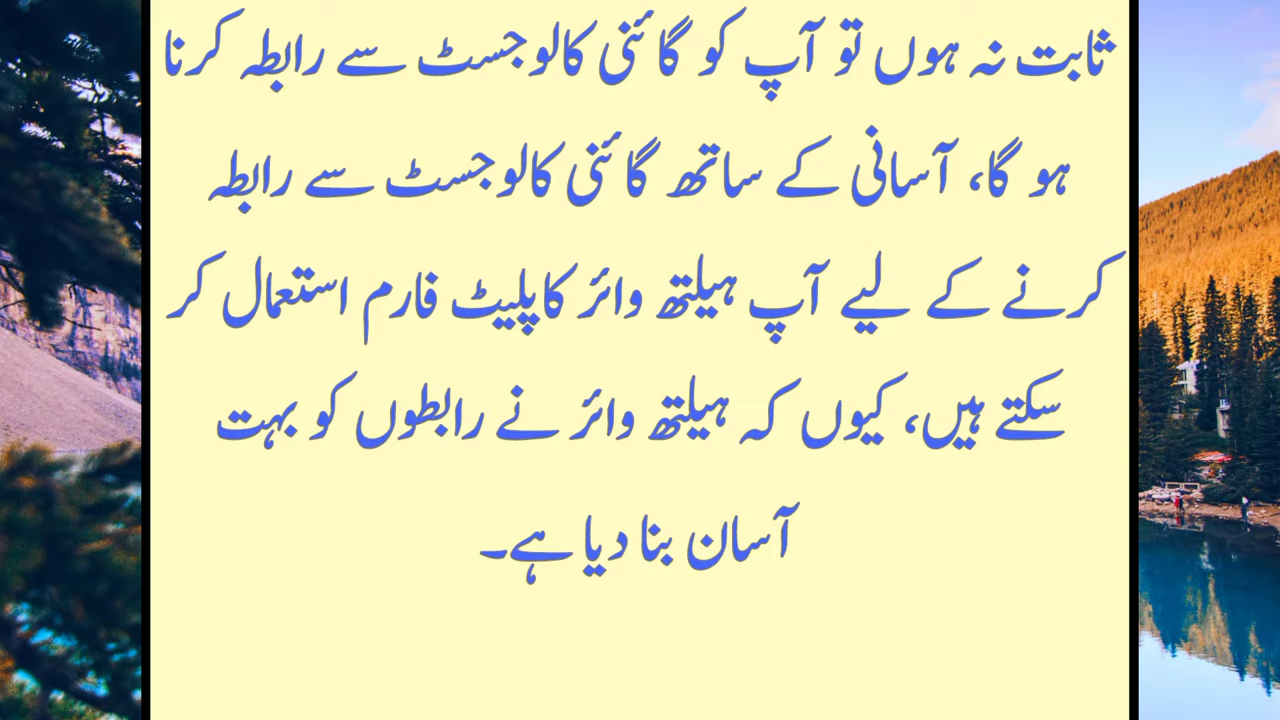 ثابت نہ ہوں تو آپ کو گائنی کالوجسٹ سے رابطہ کرنا
ہو گا، آسانی کے ساتھ گائنی کالوجسٹ سے رابطہ
کرنے کے لیے آپ ہیلتھ وائر کا پلیٹ فارم استعمال کر
سکتے ہیں، کیوں کہ ہیلتھ وائر نے رابطوں کو بہت
آسان بنا دیا ہے۔